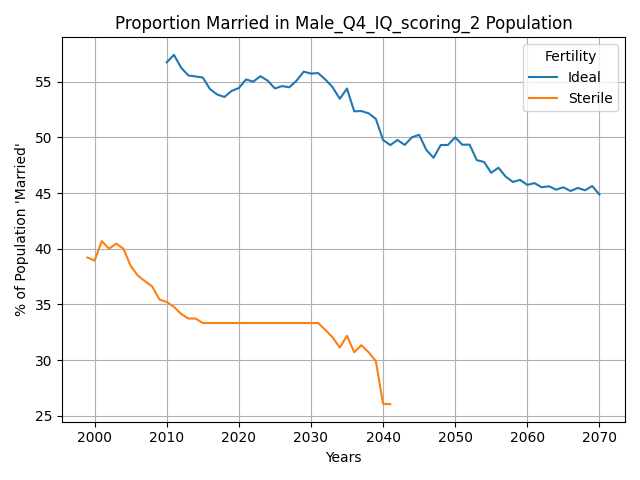 Proportion Married in Male_Q4_IQ_scoring_2 Population
% of Population 'Married'
55
50
45
40
35
30
25
Fertility
Ideal
Sterile
2000 2010 2020 2030 2040 2050 2060 2070
Years